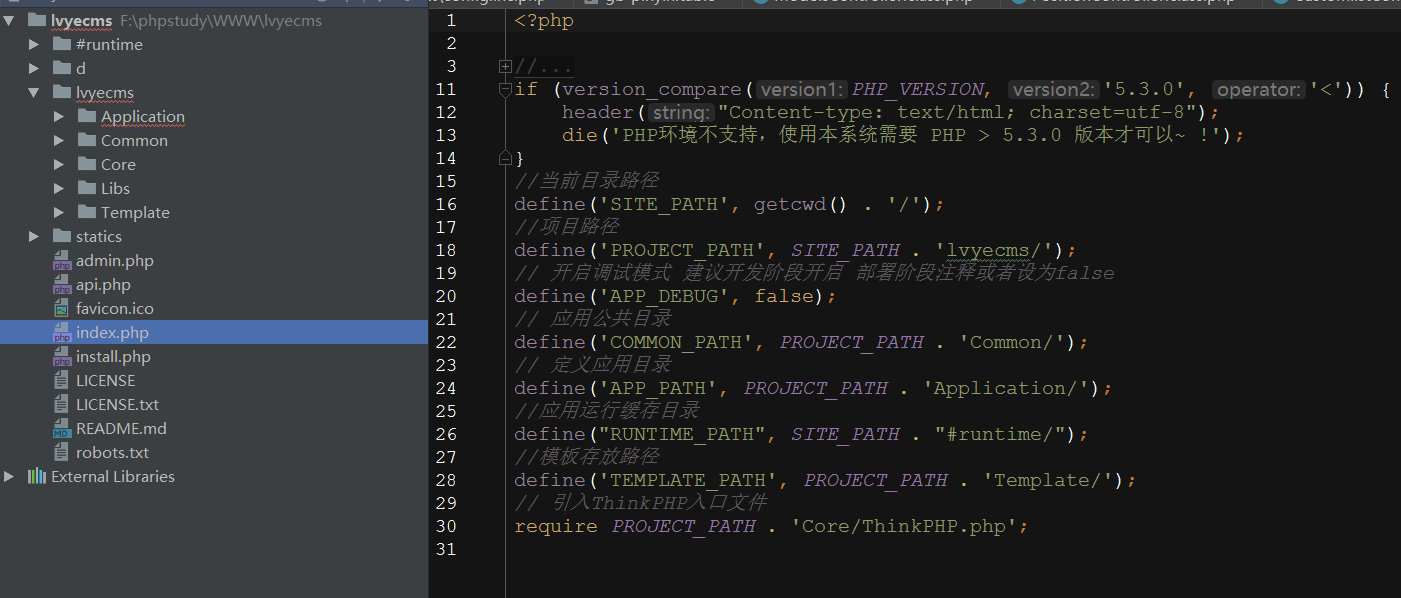 lvyecms F:\phpstudy\WWW\lvyecms
#runtime
d
lvyecms
Application
Common
Core
Libs
Template
statics
admin.php
api.php
favicon.ico
index.php
install.php
LICENSE
LICENSE.txt
README.md
robots.txt
External Libraries
1 <?php
2
3 //...
11 if (version_compare( version1: PHP_VERSION, version2: '5.3.0', operator: '<')) {
12 header( string: "Content-type: text/html; charset=utf-8");
13 die('PHP环境不支持，使用本系统需要 PHP > 5.3.0 版本才可以~ !');
14 }
15 //当前目录路径
16 define('SITE_PATH', getcwd() . '/');
17 //项目路径
18 define('PROJECT_PATH', SITE_PATH . 'lvyecms/');
19 // 开启调试模式 建议开发阶段开启 部署阶段注释或者设为false
20 define('APP_DEBUG', false);
21 // 应用公共目录
22 define('COMMON_PATH', PROJECT_PATH . 'Common/');
23 // 定义应用目录
24 define('APP_PATH', PROJECT_PATH . 'Application/');
25 //应用运行缓存目录
26 define("RUNTIME_PATH", SITE_PATH . "#runtime/");
27 //模板存放路径
28 define('TEMPLATE_PATH', PROJECT_PATH . 'Template/');
29 // 引入ThinkPHP入口文件
30 require PROJECT_PATH . 'Core/ThinkPHP.php';
31